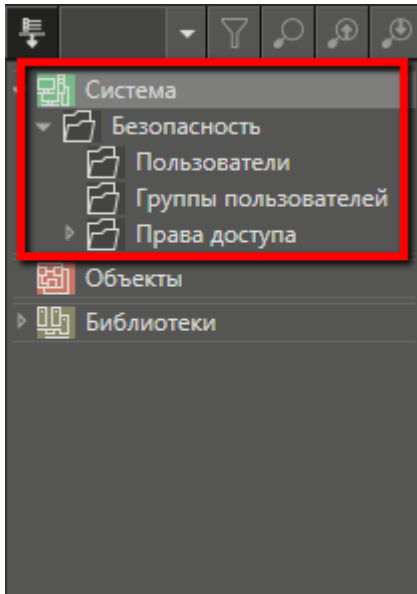 Система
Безопасность
Пользователи
Группы пользователей
Права доступа
Объекты
Библиотеки